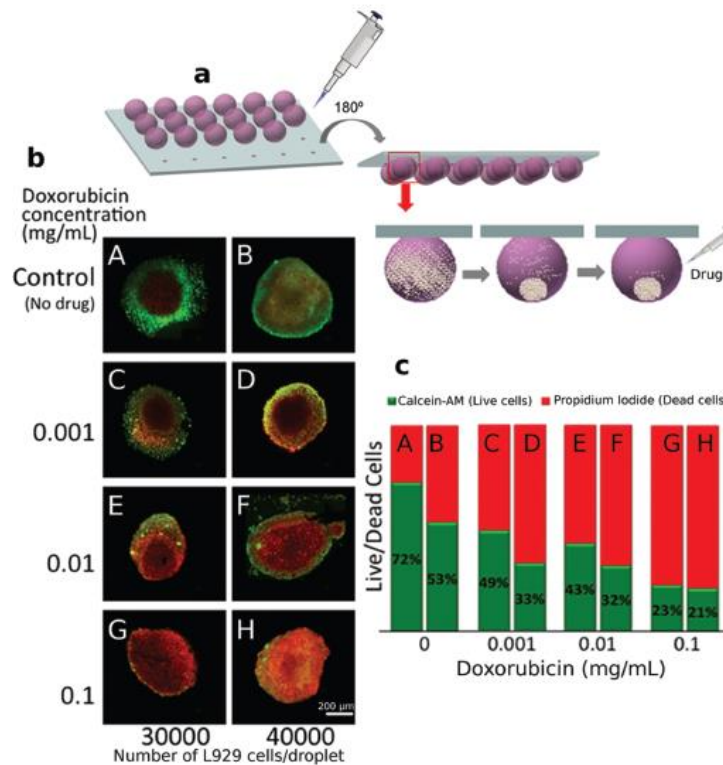 a
180º
b
Doxorubicin
concentration
(mg/mL)
Control
(No drug)
A
B
Drug
C
D
0.001
E
F
0.01
G
H
0.1
200 µm
30000
40000
Number of L929 cells/droplet
c
Calcein-AM (Live cells)
Propidium Iodide (Dead cells
A
B
C
D
E
F
G
H
Live/Dead Cells
72%
53%
49%
33%
43%
32%
23%
21%
0
0.001
0.01
0.1
Doxorubicin (mg/mL)